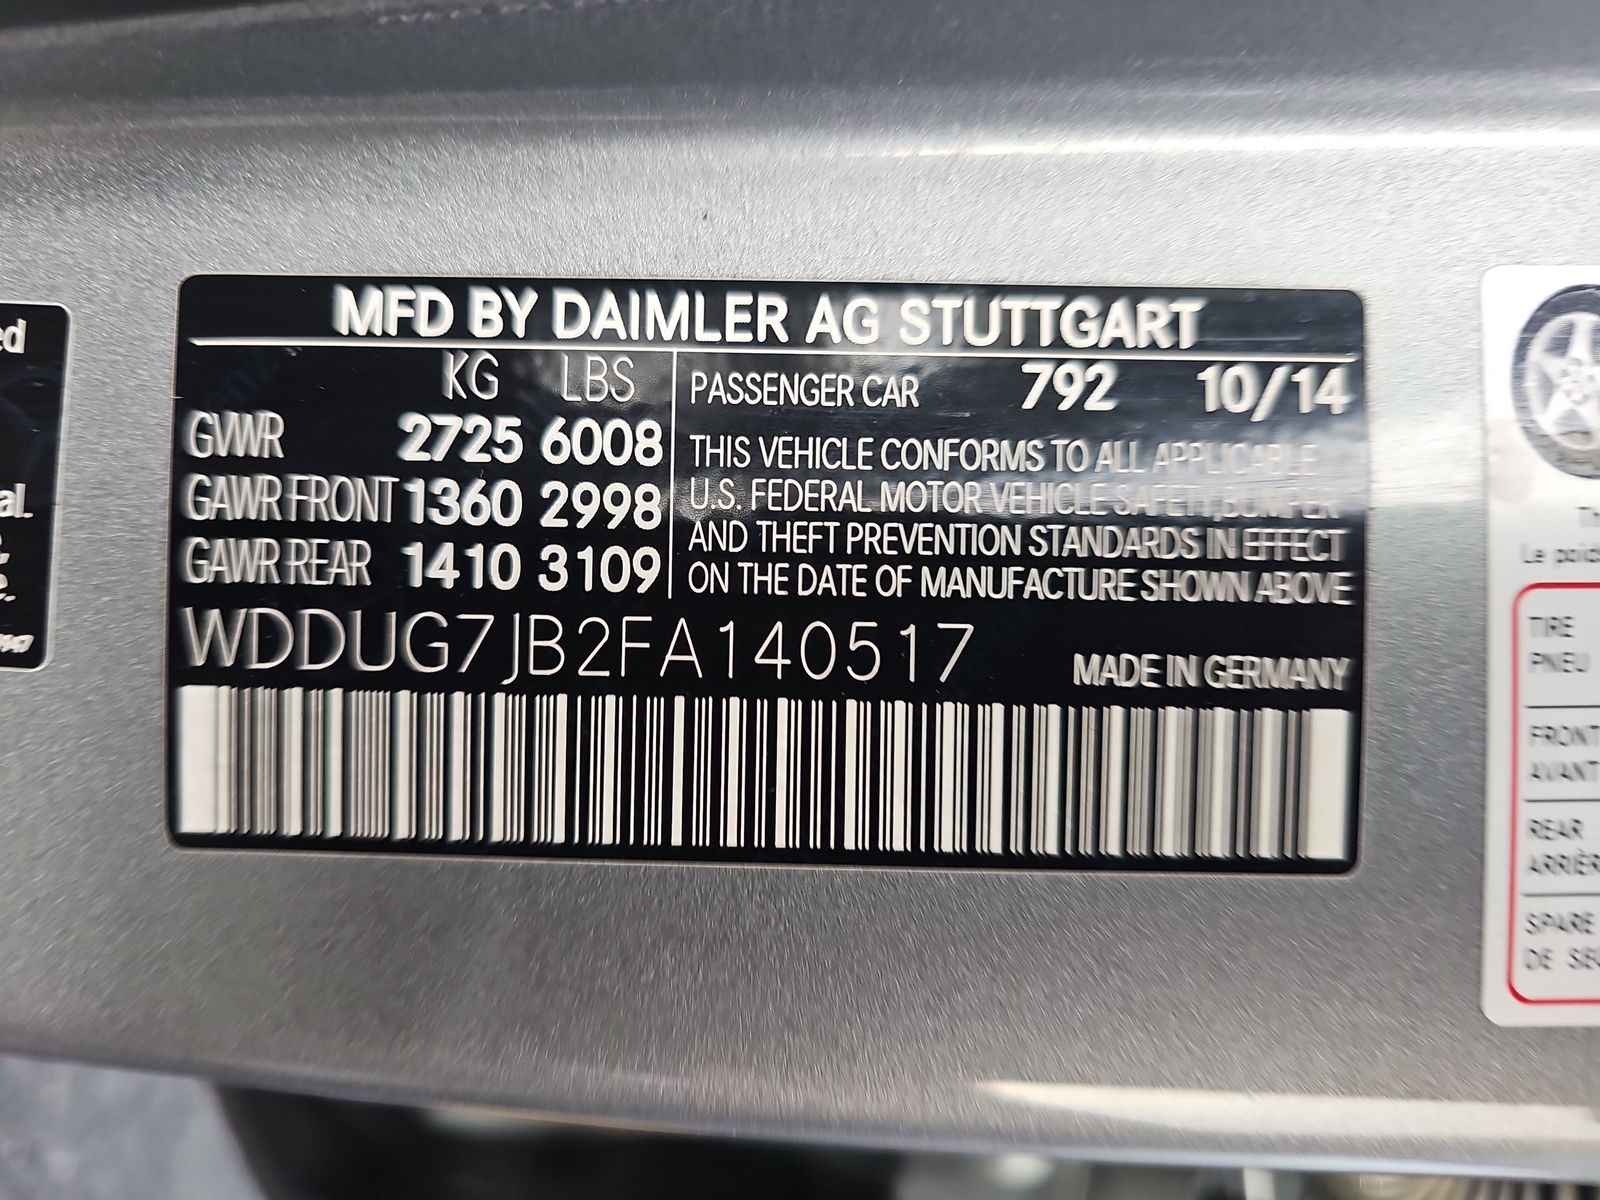 MFD BY DAIMLER AG STUTTGART
KG LBS
GVWR 2725 6008
GAWR FRONT 1360 2998
GAWR REAR 1410 3109
PASSENGER CAR 792 10/14
THIS VEHICLE CONFORMS TO ALL APPLICABLE
U.S. FEDERAL MOTOR VEHICLE SAFETY, BUMPER
AND THEFT PREVENTION STANDARDS IN EFFECT
ON THE DATE OF MANUFACTURE SHOWN ABOVE
WDDUG7JB2FA140517
MADE IN GERMANY
Le
TIRE
PNEU
FRONT
AVANT
REAR
SPARE
DE